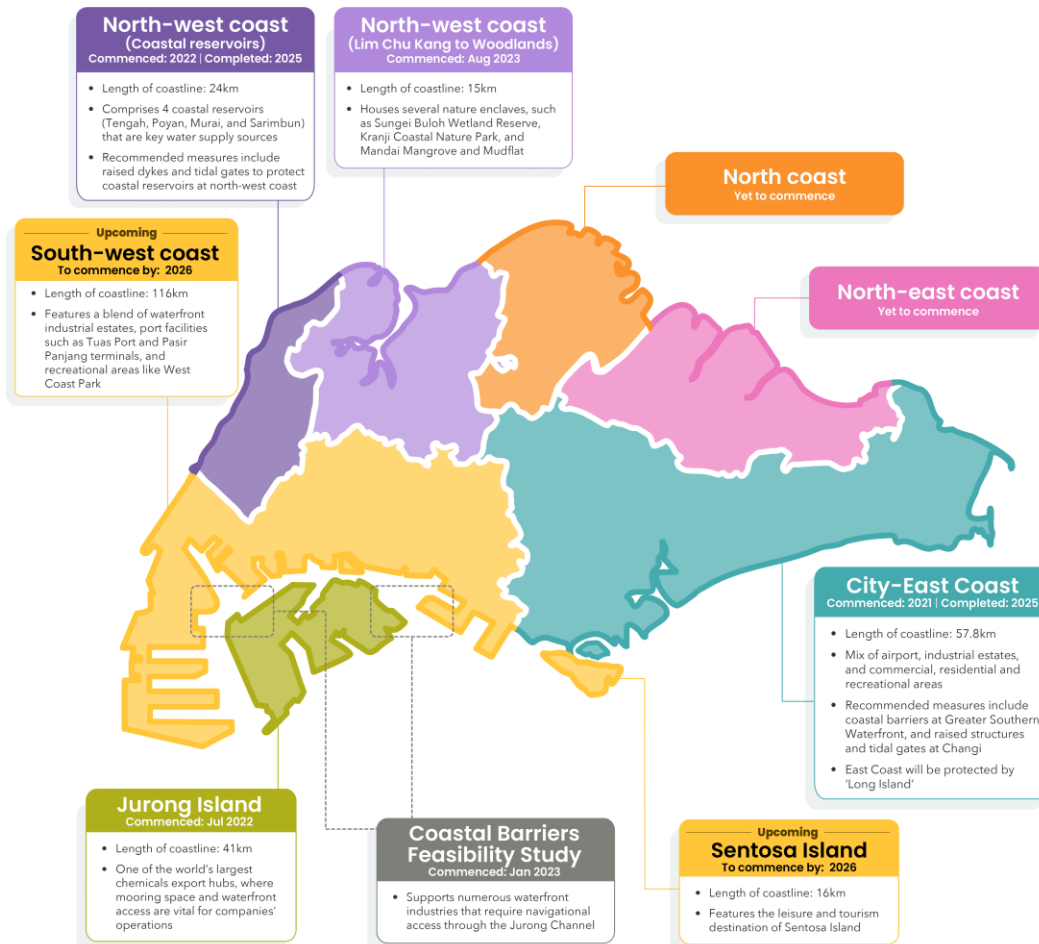 North-west coast
(Coastal reservoirs)
Commenced: 2022 | Completed: 2025
• Length of coastline: 24km
• Comprises 4 coastal reservoirs
(Tengah, Poyan, Murai, and Sarimbun)
that are key water supply sources
• Recommended measures include
raised dykes and tidal gates to protect
coastal reservoirs at north-west coast
North-west coast
(Lim Chu Kang to Woodlands)
Commenced: Aug 2023
• Length of coastline: 15km
• Houses several nature enclaves, such
as Sungei Buloh Wetland Reserve,
Kranji Coastal Nature Park, and
Mandai Mangrove and Mudflat
North coast
Yet to commence
Upcoming
South-west coast
To commence by: 2026
• Length of coastline: 116km
• Features a blend of waterfront
industrial estates, port facilities
such as Tuas Port and Pasir
Panjang terminals, and
recreational areas like West
Coast Park
North-east coast
Yet to commence
City-East Coast
Commenced: 2021 | Completed: 2025
• Length of coastline: 57.8km
• Mix of airport, industrial estates,
and commercial, residential and
recreational areas
• Recommended measures include
coastal barriers at Greater Southern
Waterfront, and raised structures
and tidal gates at Changi
• East Coast will be protected by
‘Long Island’
Jurong Island
Commenced: Jul 2022
• Length of coastline: 41km
• One of the world’s largest
chemicals export hubs, where
mooring space and waterfront
access are vital for companies’
operations
Coastal Barriers
Feasibility Study
Commenced: Jan 2023
• Supports numerous waterfront
industries that require navigational
access through the Jurong Channel
Upcoming
Sentosa Island
To commence by: 2026
• Length of coastline: 16km
• Features the leisure and tourism
destination of Sentosa Island